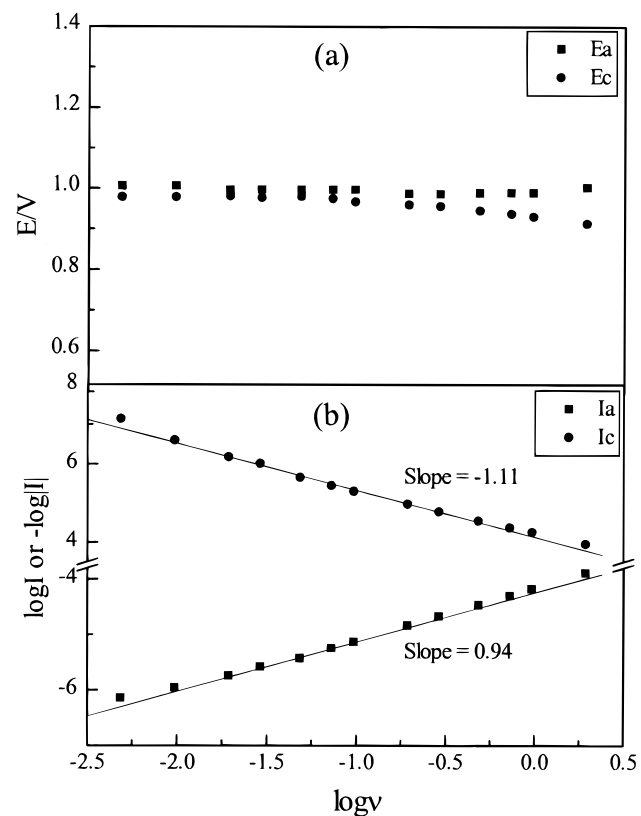 (a)
Ea
Ec
1.4
1.2
1.0
0.8
0.6
E/V
(b)
Ia
Ic
8
6
4
-4
-6
Slope = -1.11
Slope = 0.94
logI or -log|I|
-2.5 -2.0 -1.5 -1.0 -0.5 0.0 0.5
logν